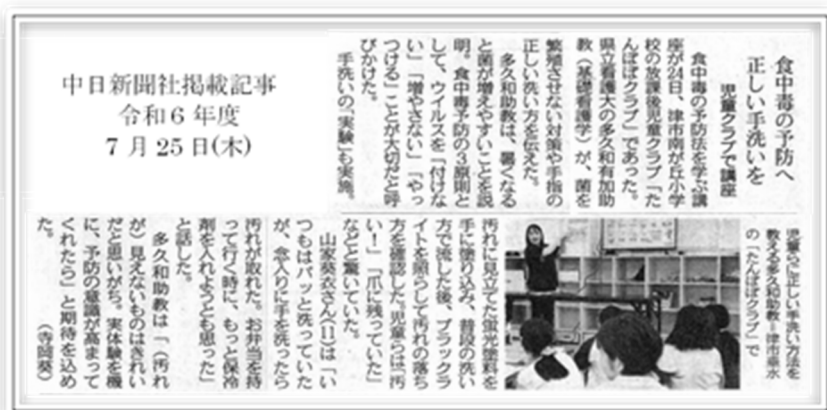 中日新聞社掲載記事
令和6年度
7月25日(木)
食中毒の予防へ
正しい手洗いを
児童クラブで講座
食中毒の予防法を学ぶ講
座が24日、津市南が丘小学
校の放課後児童クラブ「た
んぽぽクラブ」であった。
県立看護大の多久和有加助
教(基礎看護学)が、菌を
繁殖させない対策や手指の
正しい洗い方を伝えた。
多久和助教は、暑くなる
と菌が増えやすいことを説
明。食中毒予防の3原則と
して、ウイルスを「付けな
い」「増やさない」「やっ
つける」ことが大切だと呼
びかけた。
手洗いの「実験」も実施。
汚れに見立てた蛍光塗料を
手に塗り込み、普段の洗い
方で流した後、ブラックラ
イトを照らして汚れの落ち
方を確認した。児童らは「汚
い!」「爪に残っていた」
などと驚いていた。
山家葵衣さん(11)は「い
つもはパッと洗っていた
が、念入りに手を洗ったら
汚れが取れた。お弁当を持
って行く時に、もっと保冷
剤を入れようとも思った」
と話した。
多久和助教は「(汚れ
が)見えないものはきれい
だと思いがち。実体験を機
に、予防の意識が高まって
くれたら」と期待を込め
た。
(寺岡葵)
児童らに正しい手洗い方法を
教える多久和助教=津市垂水
の「たんぽぽクラブ」で